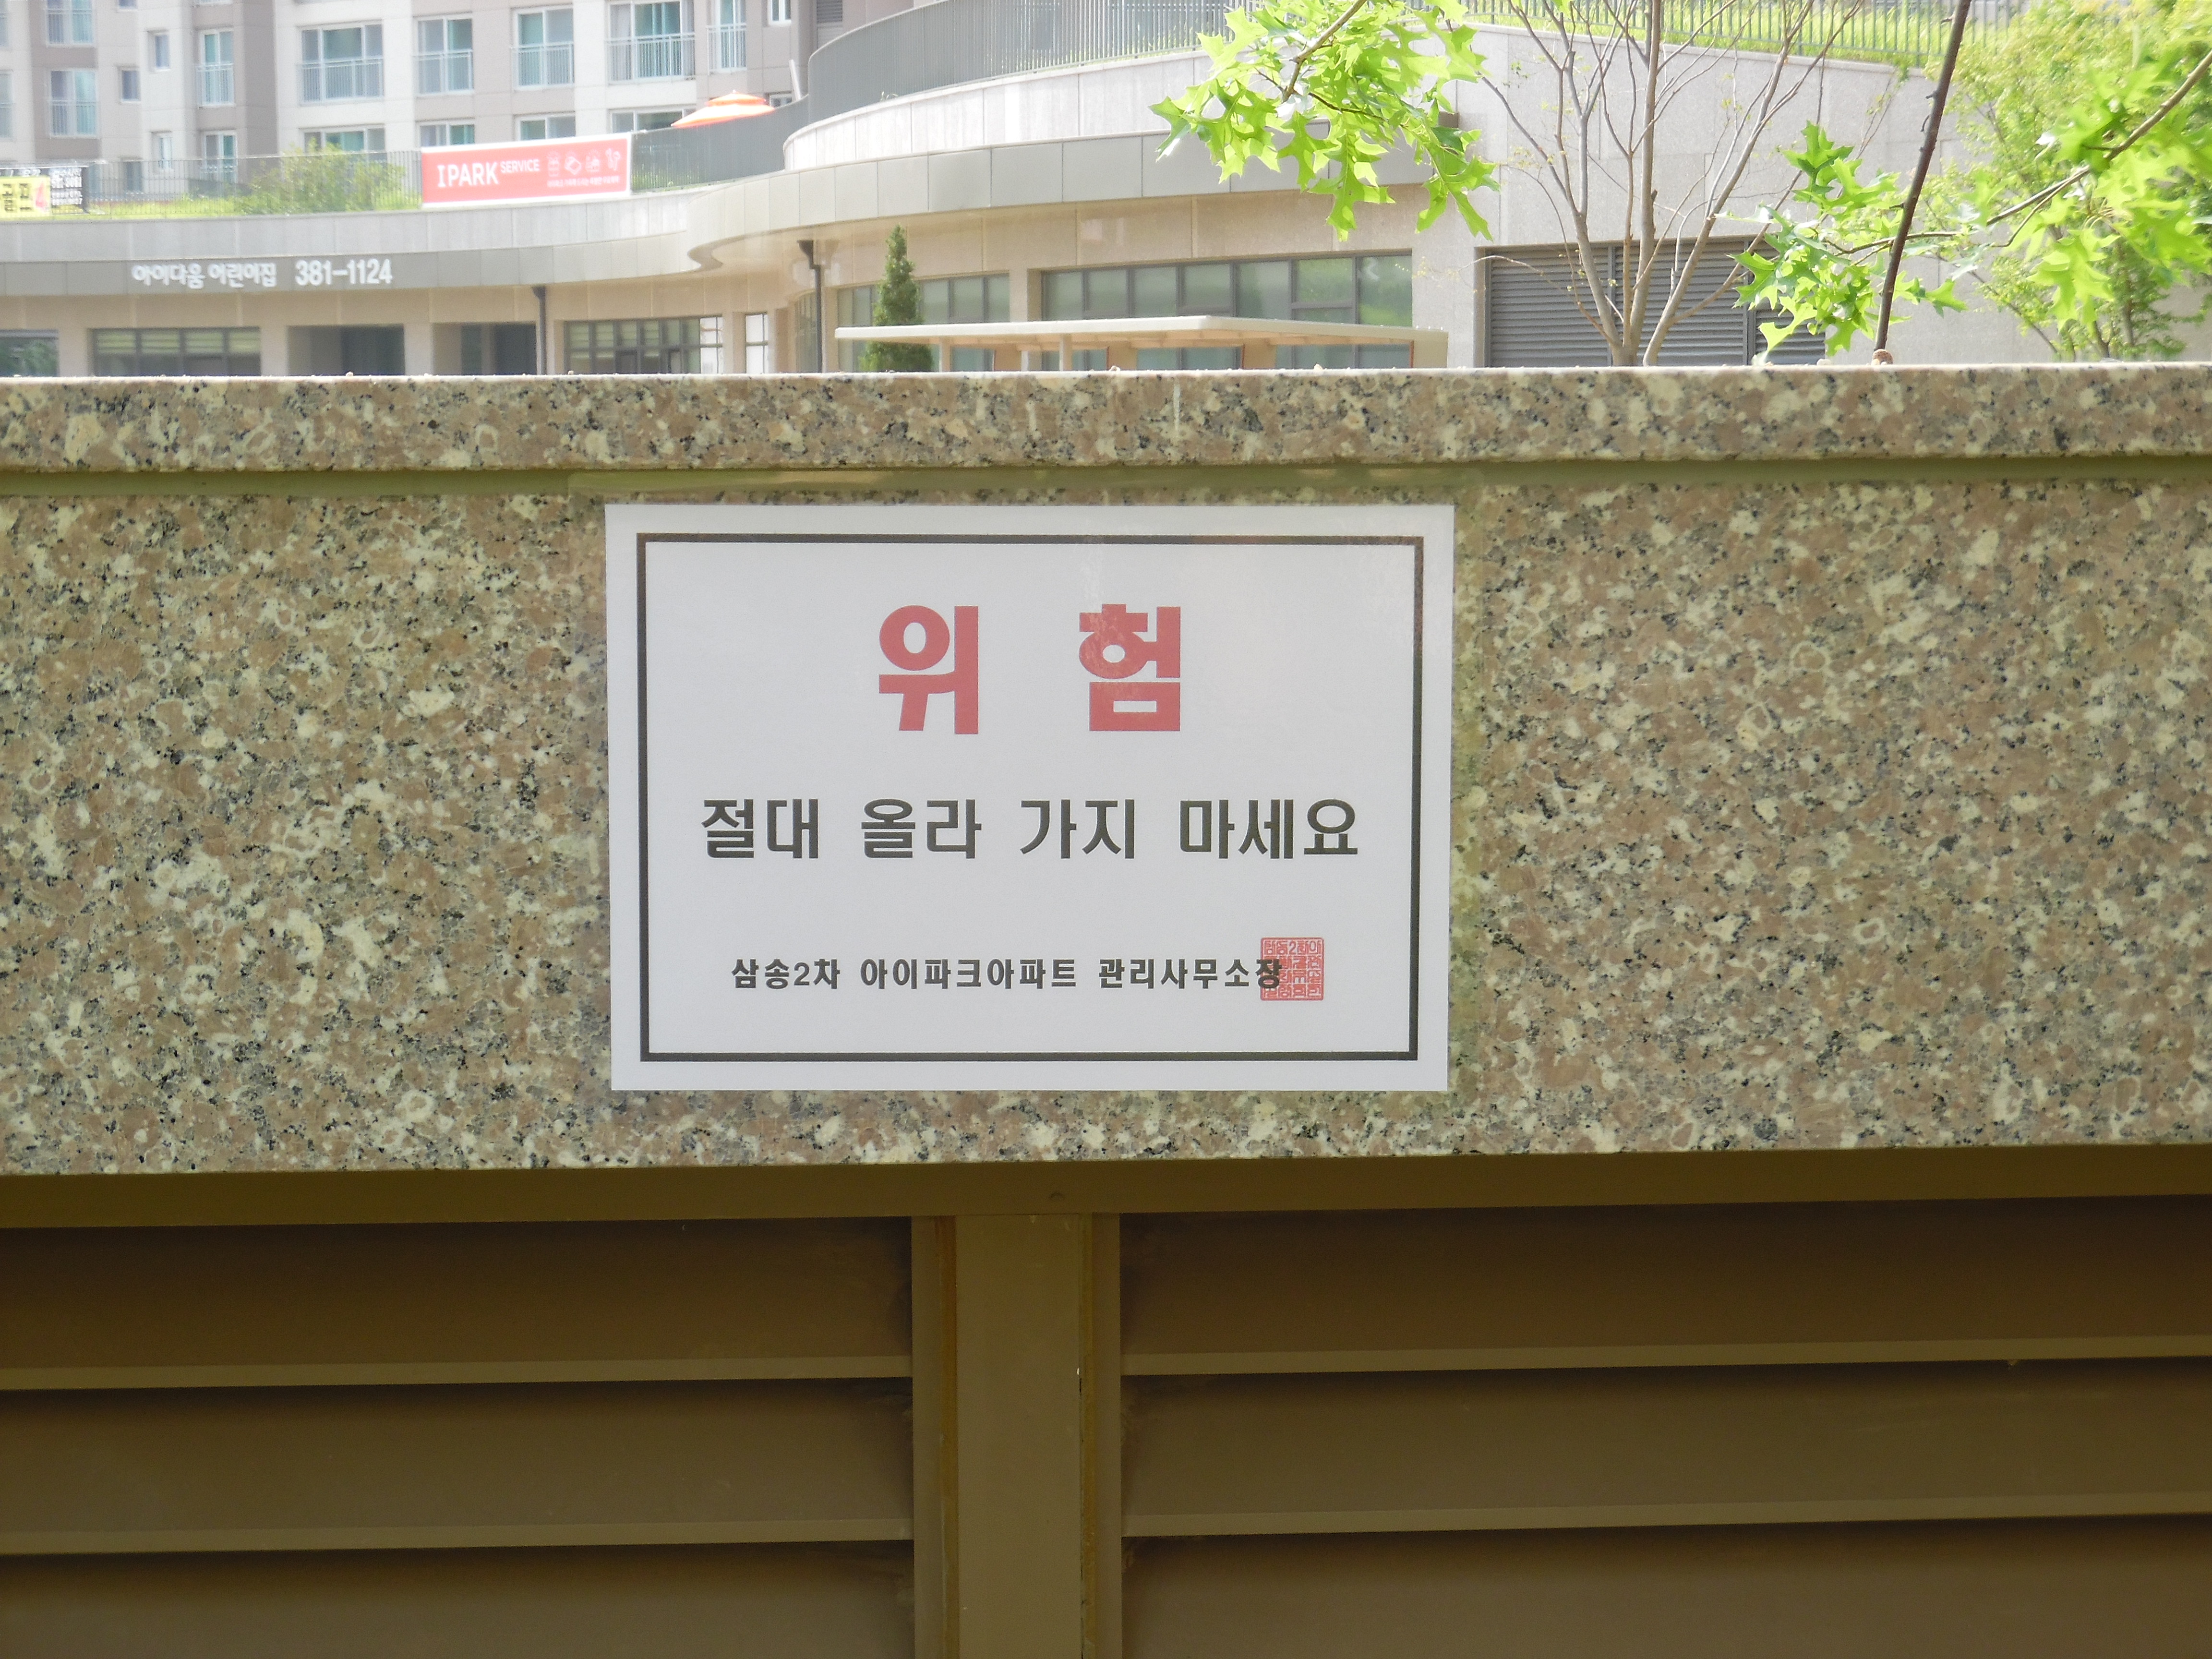 IPARK SERVICE
아이다움 어린이집 381-1124
위 험
절대 올라 가지 마세요
삼송2차 아이파크아파트 관리사무소장